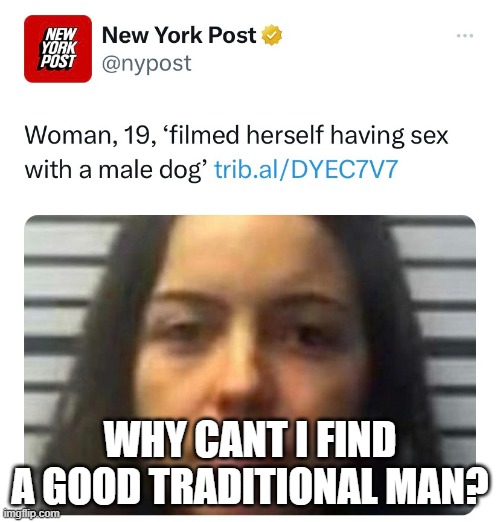 NEW
YORK
POST
New York Post
@nypost
Woman, 19, ‘filmed herself having sex
with a male dog’ trib.al/DYEC7V7
WHY CANT I FIND
A GOOD TRADITIONAL MAN?
imgflip.com